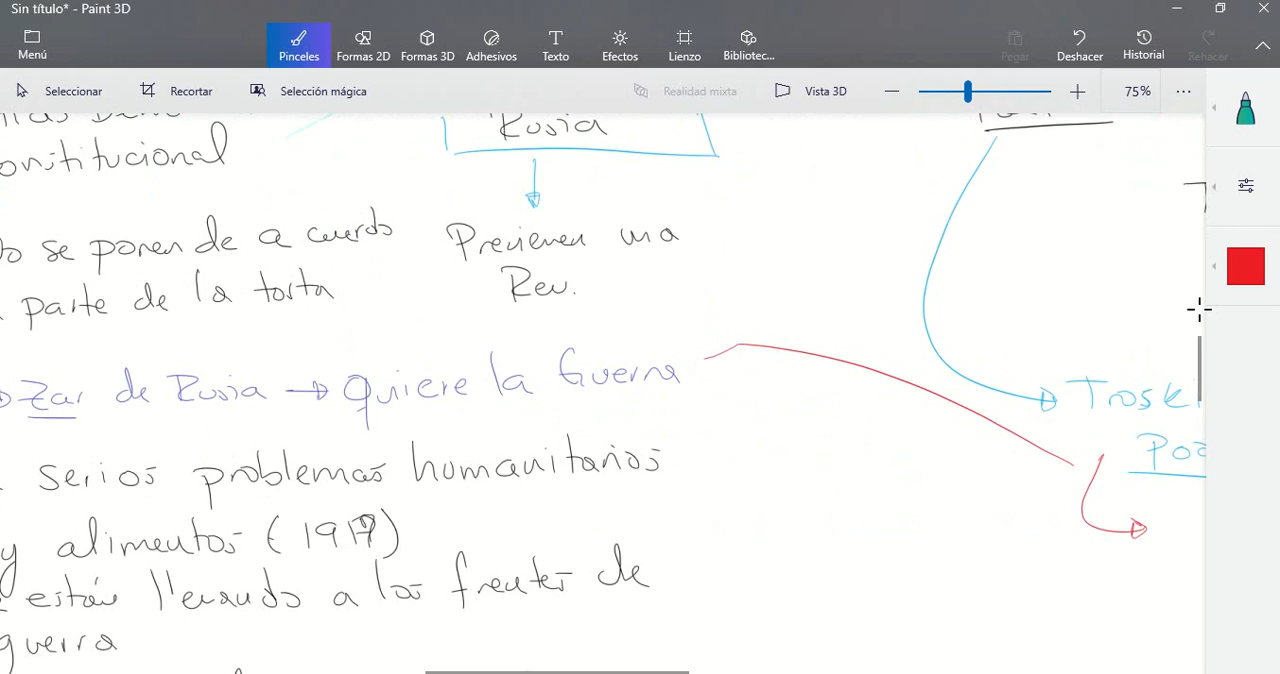 Sin título* - Paint 3D
Menú
Pinceles
Formas 2D
Formas 3D
Adhesivos
Texto
Efectos
Lienzo
Bibliotec...
Pegar
Deshacer
Historial
Rehacer
Seleccionar
Recortar
Selección mágica
Realidad mixta
Vista 3D
75%
Rusia
onstitucional
to se ponen de a cuerdo
parte de la torta
Previenen una
Rev.
Zar de Rusia → Quiere la Guerra
Troski
serios problemas humanitarios
y alimentos (1917)
están llevando a los frentes de
guerra